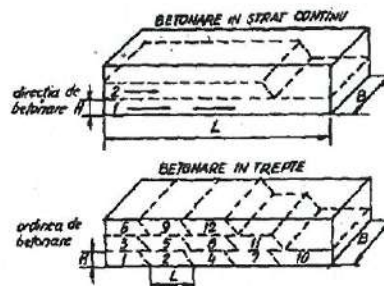 BETONARE IN STRAT CONTINU
direcția de
betonare H
2
1
B
L
BETONARE IN TREPTE
ordinea de
betonare
6 9 12
3 5 8 11
H 1 2 4 7 10
B
L